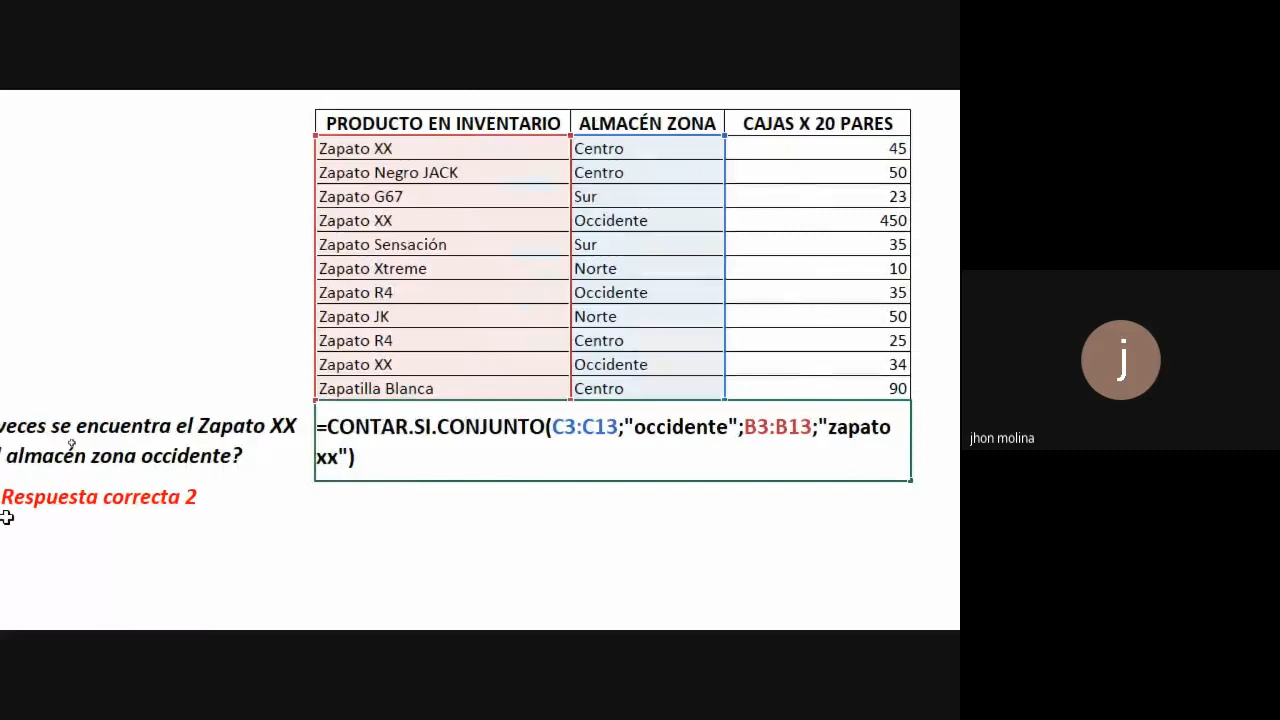 PRODUCTO EN INVENTARIO ALMACÉN ZONA CAJAS X 20 PARES
Zapato XX Centro 45
Zapato Negro JACK Centro 50
Zapato G67 Sur 23
Zapato XX Occidente 450
Zapato Sensación Sur 35
Zapato Xtreme Norte 10
Zapato R4 Occidente 35
Zapato JK Norte 50
Zapato R4 Centro 25
Zapato XX Occidente 34
Zapatilla Blanca Centro 90
veces se encuentra el Zapato XX
almacén zona occidente?
Respuesta correcta 2
=CONTAR.SI.CONJUNTO(C3:C13;"occidente";B3:B13;"zapato
xx")
j
jhon molina